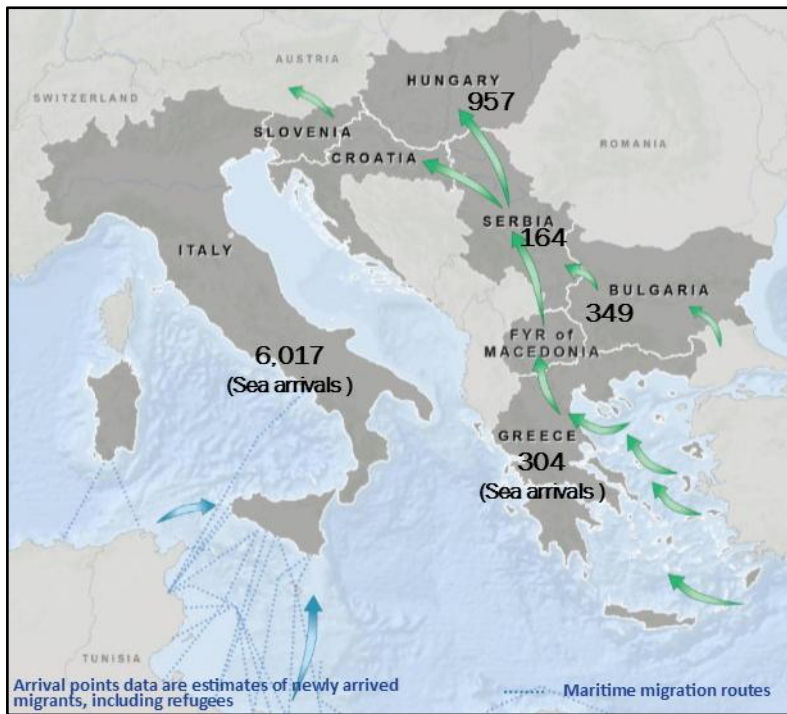 AUSTRIA
HUNGARY
957
SWITZERLAND
SLOVENIA
CROATIA
ROMANIA
SERBIA
164
ITALY
BULGARIA
349
FYR of
MACEDONIA
6,017
(Sea arrivals )
GREECE
304
(Sea arrivals )
TUNISIA
Arrival points data are estimates of newly arrived
migrants, including refugees
Maritime migration routes